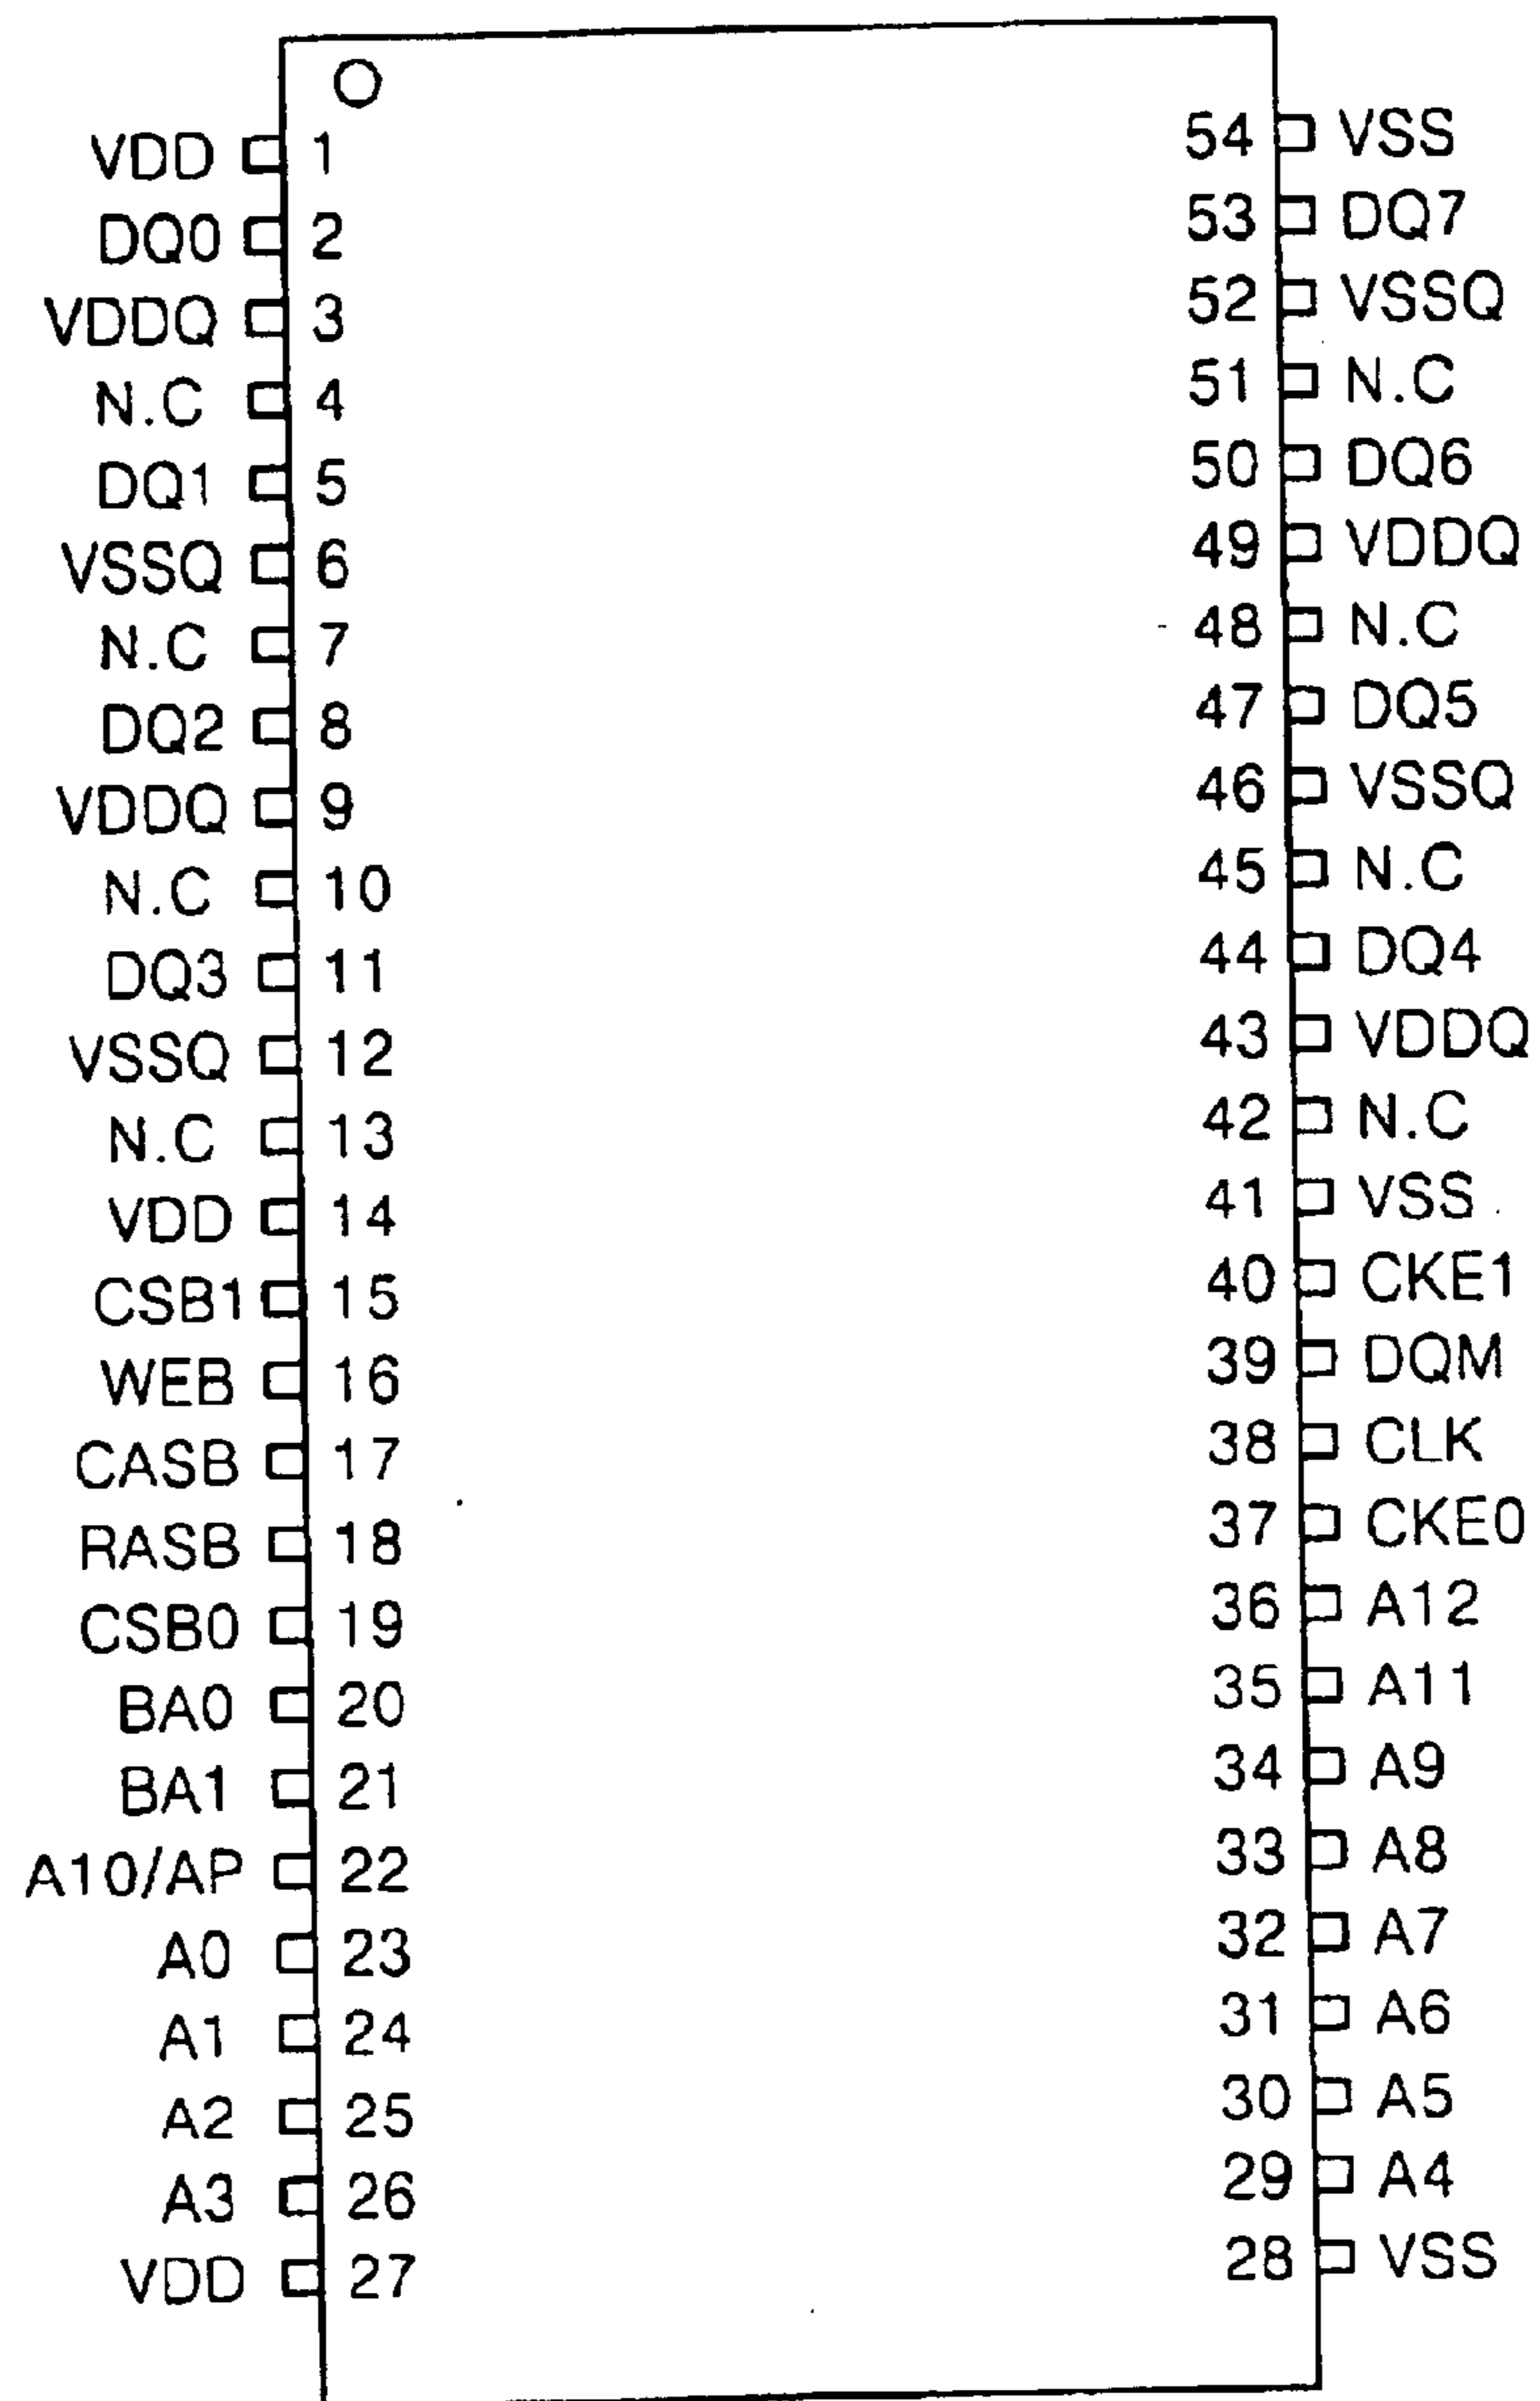 VDD 1 54 VSS
DQ0 2 53 DQ7
VDDQ 3 52 VSSQ
N.C 4 51 N.C
DQ1 5 50 DQ6
VSSQ 6 49 VDDQ
N.C 7 48 N.C
DQ2 8 47 DQ5
VDDQ 9 46 VSSQ
N.C 10 45 N.C
DQ3 11 44 DQ4
VSSQ 12 43 VDDQ
N.C 13 42 N.C
VDD 14 41 VSS
CSB1 15 40 CKE1
WEB 16 39 DQM
CASB 17 38 CLK
RASB 18 37 CKE0
CSB0 19 36 A12
BA0 20 35 A11
BA1 21 34 A9
A10/AP 22 33 A8
A0 23 32 A7
A1 24 31 A6
A2 25 30 A5
A3 26 29 A4
VDD 27 28 VSS